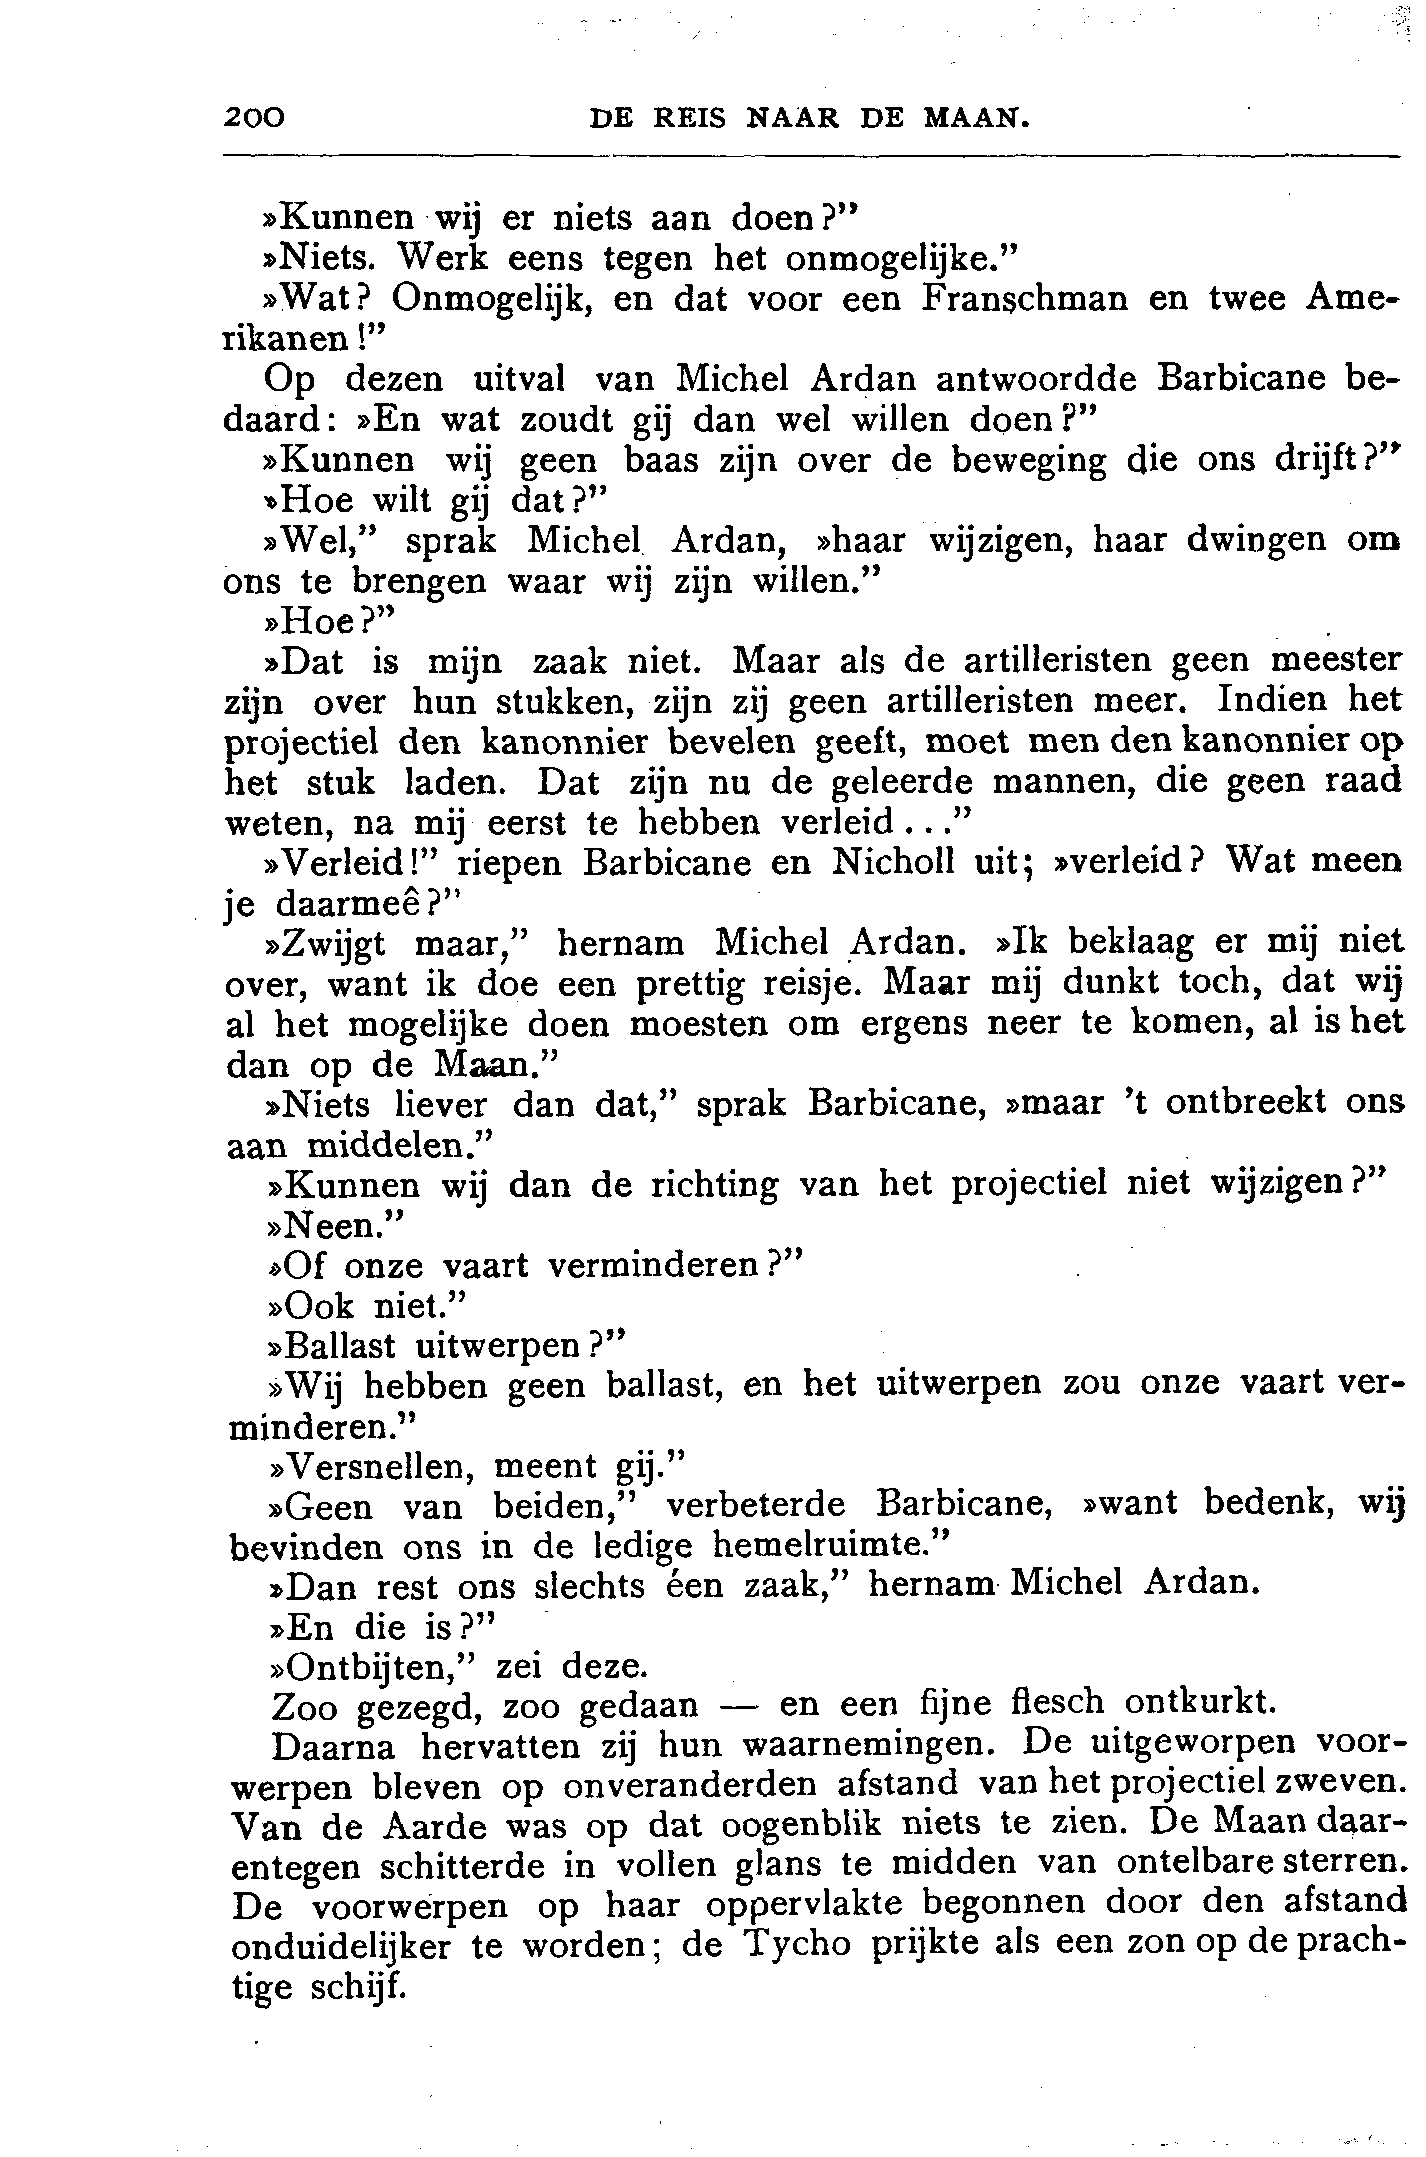 200 DE REIS NAAR DE MAAN.
»Kunnen wij er niets aan doen?”
»Niets. Werk eens tegen het onmogelijke.”
»Wat? Onmogelijk, en dat voor een Franschman en twee Ame-
rikanen!”
Op dezen uitval van Michel Ardan antwoordde Barbicane be-
daard: »En wat zoudt gij dan wel willen doen?”
»Kunnen wij geen baas zijn over de beweging die ons drijft?”
»Hoe wilt gij dat?”
»Wel,” sprak Michel Ardan, »haar wijzigen, haar dwingen om
ons te brengen waar wij zijn willen.”
»Hoe?”
»Dat is mijn zaak niet. Maar als de artilleristen geen meester
zijn over hun stukken, zijn zij geen artilleristen meer. Indien het
projectiel den kanonnier bevelen geeft, moet men den kanonnier op
het stuk laden. Dat zijn nu de geleerde mannen, die geen raad
weten, na mij eerst te hebben verleid...”
»Verleid!” riepen Barbicane en Nicholl uit; »verleid? Wat meen
je daarmeê?”
»Zwijgt maar,” hernam Michel Ardan. »Ik beklaag er mij niet
over, want ik doe een prettig reisje. Maar mij dunkt toch, dat wij
al het mogelijke doen moesten om ergens neer te komen, al is het
dan op de Maan.”
»Niets liever dan dat,” sprak Barbicane, »maar ’t ontbreekt ons
aan middelen.”
»Kunnen wij dan de richting van het projectiel niet wijzigen?”
»Neen.”
»Of onze vaart verminderen?”
»Ook niet.”
»Ballast uitwerpen?”
»Wij hebben geen ballast, en het uitwerpen zou onze vaart ver-
minderen.”
»Versnellen, meent gij.”
»Geen van beiden,” verbeterde Barbicane, »want bedenk, wij
bevinden ons in de ledige hemelruimte.”
»Dan rest ons slechts éen zaak,” hernam Michel Ardan.
»En die is?”
»Ontbijten,” zei deze.
Zoo gezegd, zoo gedaan — en een fijne flesch ontkurkt.
Daarna hervatten zij hun waarnemingen. De uitgeworpen voor-
werpen bleven op onveranderden afstand van het projectiel zweven.
Van de Aarde was op dat oogenblik niets te zien. De Maan daar-
entegen schitterde in vollen glans te midden van ontelbare sterren.
De voorwerpen op haar oppervlakte begonnen door den afstand
onduidelijker te worden; de Tycho prijkte als een zon op de prach-
tige schijf.